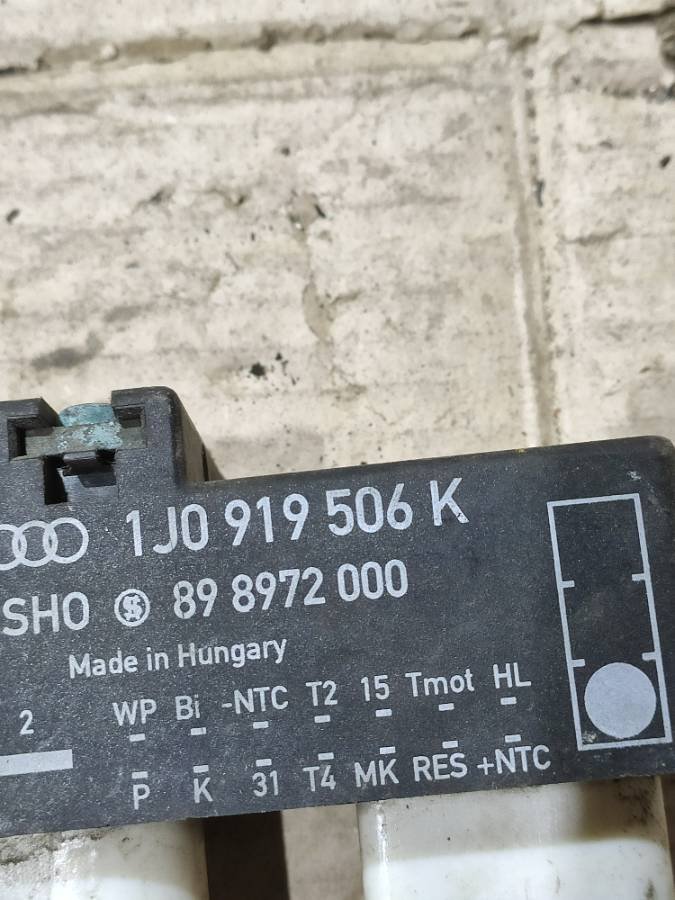 1J0 919 506 K
SHO 89 8972 000
Made in Hungary
2 WP Bi -NTC T2 15 Tmot HL
P K 31 T4 MK RES +NTC